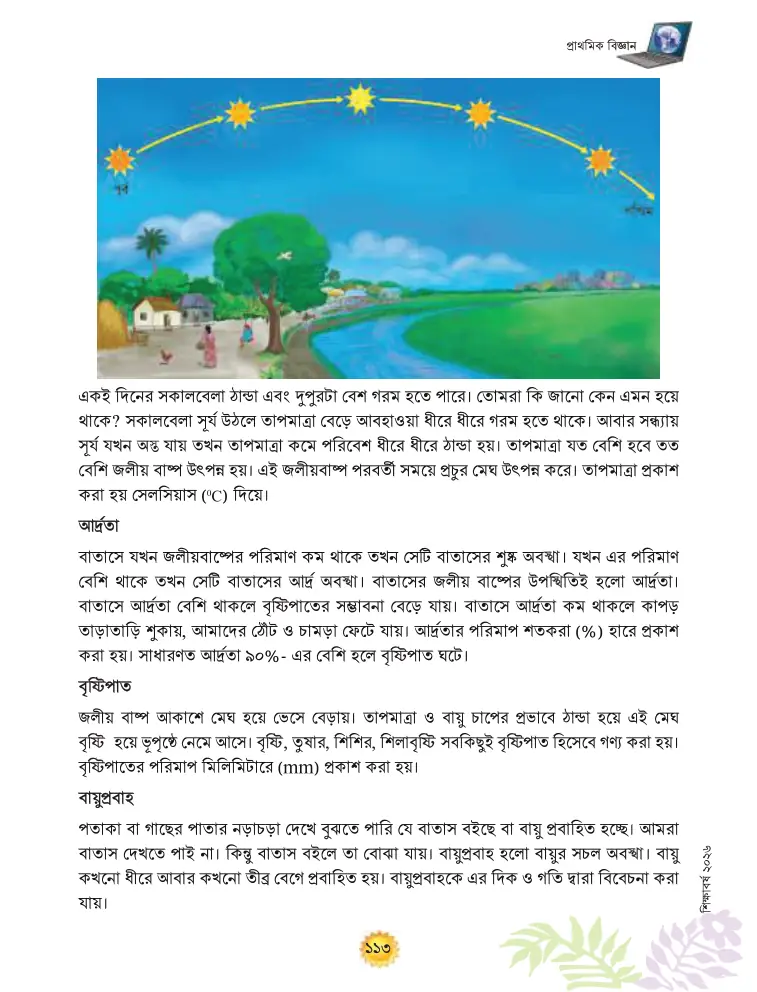 প্রাথমিক বিজ্ঞান
পূর্ব
পশ্চিম
একই দিনের সকালবেলা ঠান্ডা এবং দুপুরটা বেশ গরম হতে পারে। তোমরা কি জানো কেন এমন হয়ে
থাকে? সকালবেলা সূর্য উঠলে তাপমাত্রা বেড়ে আবহাওয়া ধীরে ধীরে গরম হতে থাকে। আবার সন্ধ্যায়
সূর্য যখন অস্ত যায় তখন তাপমাত্রা কমে পরিবেশ ধীরে ধীরে ঠান্ডা হয়। তাপমাত্রা যত বেশি হবে তত
বেশি জলীয় বাষ্প উৎপন্ন হয়। এই জলীয়বাষ্প পরবর্তী সময়ে প্রচুর মেঘ উৎপন্ন করে। তাপমাত্রা প্রকাশ
করা হয় সেলসিয়াস (⁰C) দিয়ে।
আর্দ্রতা
বাতাসে যখন জলীয়বাষ্পের পরিমাণ কম থাকে তখন সেটি বাতাসের শুষ্ক অবস্থা। যখন এর পরিমাণ
বেশি থাকে তখন সেটি বাতাসের আর্দ্র অবস্থা। বাতাসের জলীয় বাষ্পের উপস্থিতিই হলো আর্দ্রতা।
বাতাসে আর্দ্রতা বেশি থাকলে বৃষ্টিপাতের সম্ভাবনা বেড়ে যায়। বাতাসে আর্দ্রতা কম থাকলে কাপড়
তাড়াতাড়ি শুকায়, আমাদের ঠোঁট ও চামড়া ফেটে যায়। আর্দ্রতার পরিমাপ শতকরা (%) হারে প্রকাশ
করা হয়। সাধারণত আর্দ্রতা ৯০%- এর বেশি হলে বৃষ্টিপাত ঘটে।
বৃষ্টিপাত
জলীয় বাষ্প আকাশে মেঘ হয়ে ভেসে বেড়ায়। তাপমাত্রা ও বায়ু চাপের প্রভাবে ঠান্ডা হয়ে এই মেঘ
বৃষ্টি হয়ে ভূপৃষ্ঠে নেমে আসে। বৃষ্টি, তুষার, শিশির, শিলাবৃষ্টি সবকিছুই বৃষ্টিপাত হিসেবে গণ্য করা হয়।
বৃষ্টিপাতের পরিমাপ মিলিমিটারে (mm) প্রকাশ করা হয়।
বায়ুপ্রবাহ
পতাকা বা গাছের পাতার নড়াচড়া দেখে বুঝতে পারি যে বাতাস বইছে বা বায়ু প্রবাহিত হচ্ছে। আমরা
বাতাস দেখতে পাই না। কিন্তু বাতাস বইলে তা বোঝা যায়। বায়ুপ্রবাহ হলো বায়ুর সচল অবস্থা। বায়ু
কখনো ধীরে আবার কখনো তীব্র বেগে প্রবাহিত হয়। বায়ুপ্রবাহকে এর দিক ও গতি দ্বারা বিবেচনা করা
যায়।
শিক্ষাবর্ষ ২০২৬
১১৩